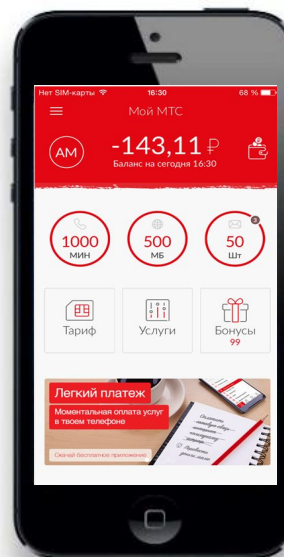 Нет SIM-карты 16:30 68 %
Мой МТС
АМ
-143,11 ₽
Баланс на сегодня 16:30
3
1000
МИН
500
МБ
50
Шт
Тариф
Услуги
Бонусы
99
Легкий
платеж
Моментальная оплата услуг
в твоем телефоне
Скачай бесплатное приложение